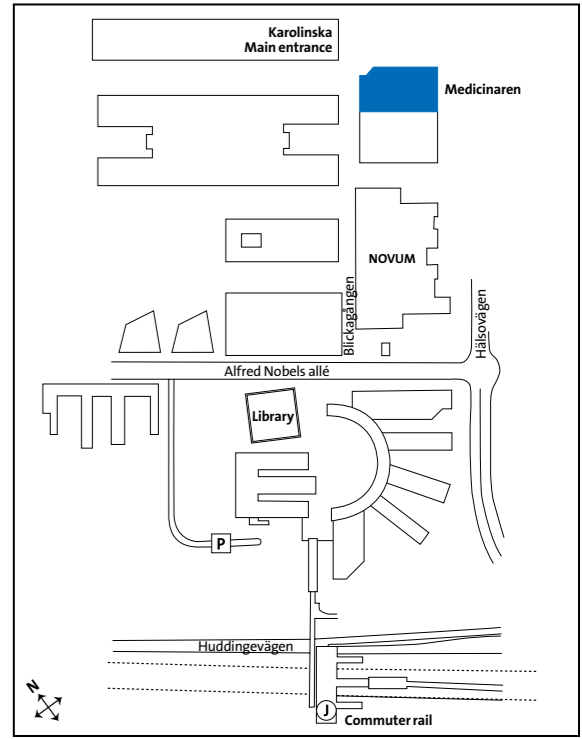 Karolinska
Main entrance
Medicinaren
NOVUM
Blickagången
Hälsovägen
Alfred Nobels allé
Library
P
Huddingevägen
N
J
Commuter rail